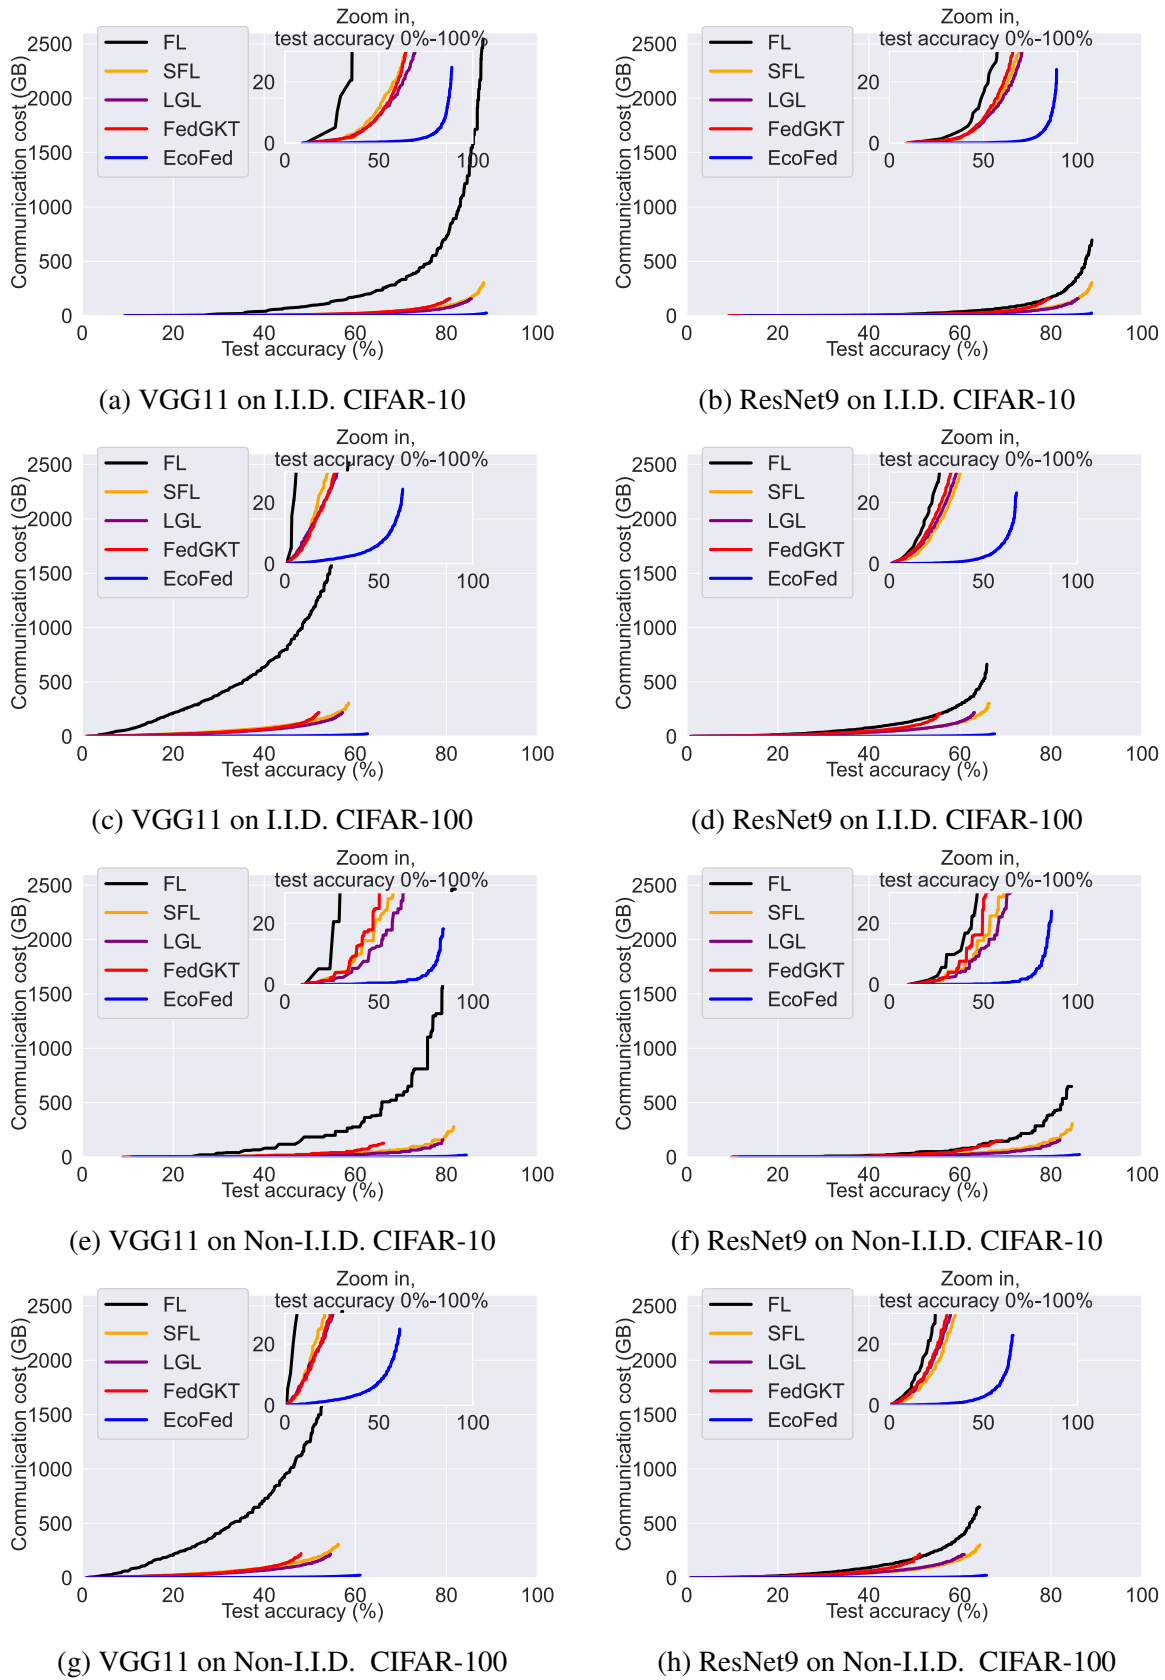 Zoom in,
test accuracy 0%-100%
2500
2000
1500
1000
500
0
Communication cost (GB)
FL
SFL
LGL
FedGKT
EcoFed
20
0
0
50
100
0
20
40
60
80
100
Test accuracy (%)
(a) VGG11 on I.I.D. CIFAR-10
Zoom in,
test accuracy 0%-100%
2500
2000
1500
1000
500
0
Communication cost (GB)
FL
SFL
LGL
FedGKT
EcoFed
20
0
0
50
100
0
20
40
60
80
100
Test accuracy (%)
(b) ResNet9 on I.I.D. CIFAR-10
Zoom in,
test accuracy 0%-100%
2500
2000
1500
1000
500
0
Communication cost (GB)
FL
SFL
LGL
FedGKT
EcoFed
20
0
0
50
100
0
20
40
60
80
100
Test accuracy (%)
(c) VGG11 on I.I.D. CIFAR-100
Zoom in,
test accuracy 0%-100%
2500
2000
1500
1000
500
0
Communication cost (GB)
FL
SFL
LGL
FedGKT
EcoFed
20
0
0
50
100
0
20
40
60
80
100
Test accuracy (%)
(d) ResNet9 on I.I.D. CIFAR-100
Zoom in,
test accuracy 0%-100%
2500
2000
1500
1000
500
0
Communication cost (GB)
FL
SFL
LGL
FedGKT
EcoFed
20
0
0
50
100
0
20
40
60
80
100
Test accuracy (%)
(e) VGG11 on Non-I.I.D. CIFAR-10
Zoom in,
test accuracy 0%-100%
2500
2000
1500
1000
500
0
Communication cost (GB)
FL
SFL
LGL
FedGKT
EcoFed
20
0
0
50
100
0
20
40
60
80
100
Test accuracy (%)
(f) ResNet9 on Non-I.I.D. CIFAR-10
Zoom in,
test accuracy 0%-100%
2500
2000
1500
1000
500
0
Communication cost (GB)
FL
SFL
LGL
FedGKT
EcoFed
20
0
0
50
100
0
20
40
60
80
100
Test accuracy (%)
(g) VGG11 on Non-I.I.D. CIFAR-100
Zoom in,
test accuracy 0%-100%
2500
2000
1500
1000
500
0
Communication cost (GB)
FL
SFL
LGL
FedGKT
EcoFed
20
0
0
50
100
0
20
40
60
80
100
Test accuracy (%)
(h) ResNet9 on Non-I.I.D. CIFAR-100